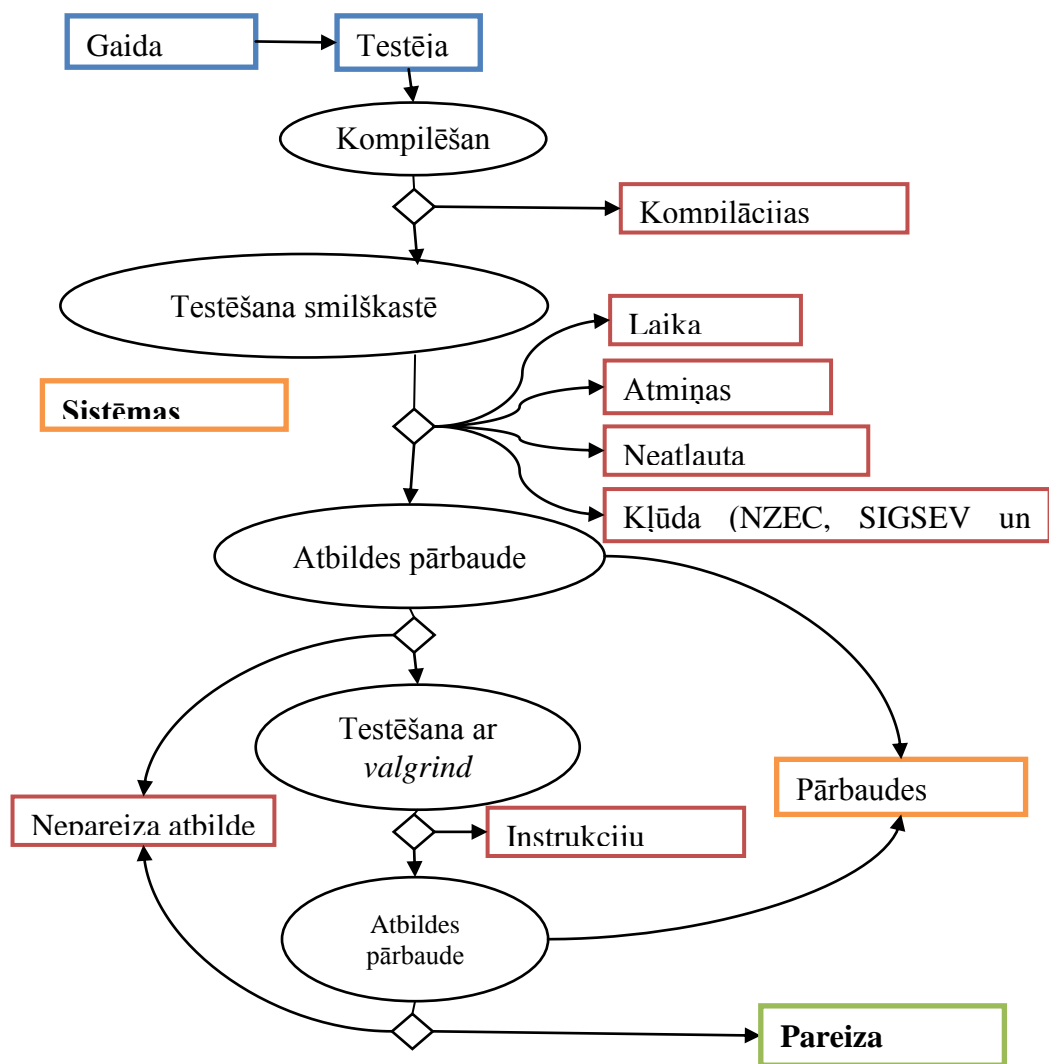 Gaida
Testēja
Kompilēšan
Kompilācijas
Testēšana smilškastē
Laika
Atmiņas
Sistēmas
Neatļauta
Kļūda (NZEC, SIGSEV un
Atbildes pārbaude
Testēšana ar
valgrind
Pārbaudes
Nepareiza atbilde
Instrukciju
Atbildes
pārbaude
Pareiza